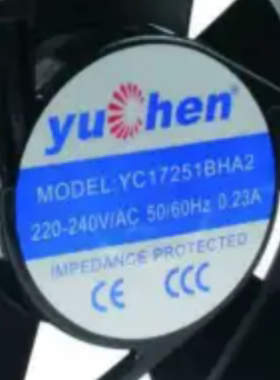 yuChen®
MODEL:YC17251BHA2
220-240V/AC 50/60Hz 0.23A
IMPEDANCE PROTECTED
CE CCC